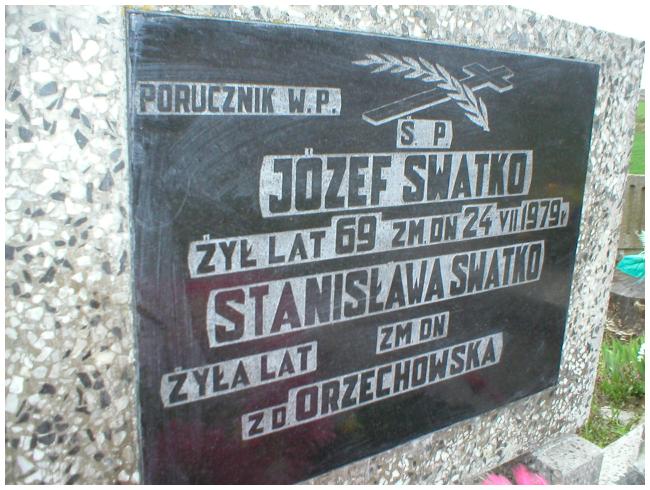 PORUCZNIK W.P.
Ś. P.
JÓZEF SWATKO
ŻYŁ LAT 69 ZM. DN 24 VII 1979 r
STANISŁAWA SWATKO
ŻYŁA LAT ZM DN
Z D ORZECHOWSKA